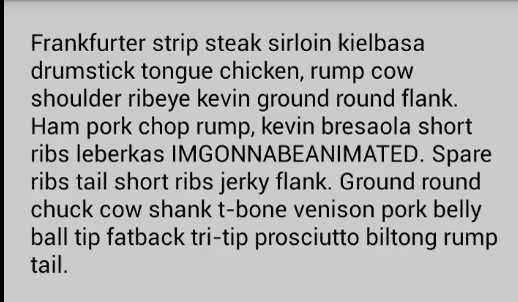 Frankfurter strip steak sirloin kielbasa
drumstick tongue chicken, rump cow
shoulder ribeye kevin ground round flank.
Ham pork chop rump, kevin bresaola short
ribs leberkas IMGONNABEANIMATED. Spare
ribs tail short ribs jerky flank. Ground round
chuck cow shank t-bone venison pork belly
ball tip fatback tri-tip prosciutto biltong rump
tail.